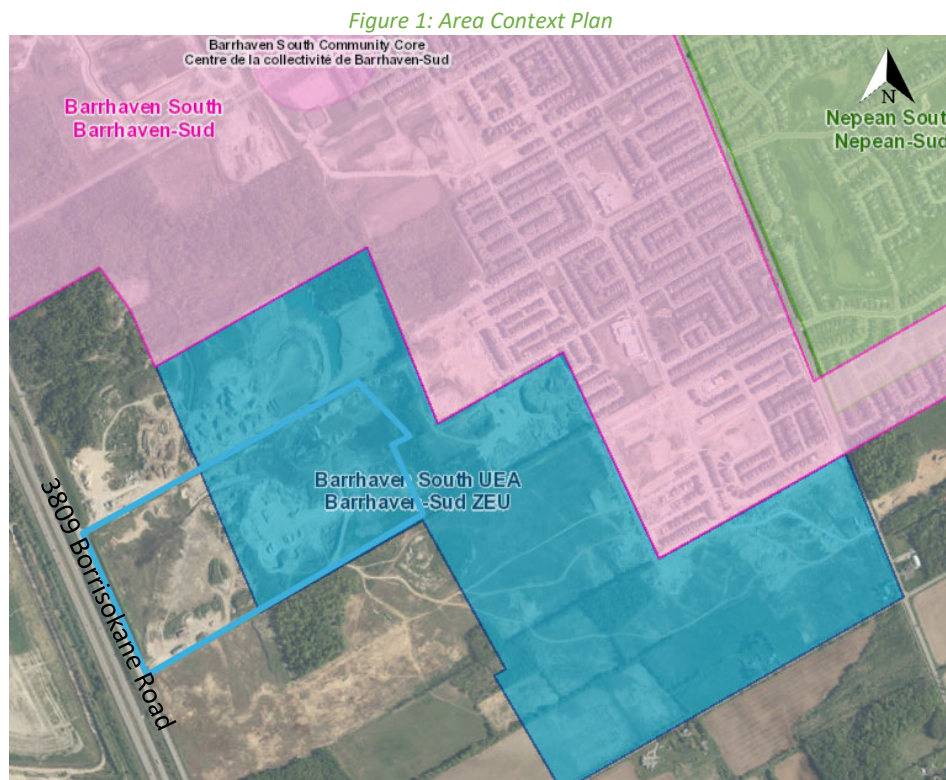 Figure 1: Area Context Plan
Barrhaven South Community Core
Centre de la collectivité de Barrhaven-Sud
Barrhaven South
Barrhaven-Sud
N
Nepean Sout
Nepean-Sud
Barrhaven South UEA
Barrhaven-Sud ZEU
3809 Borrisokane Road